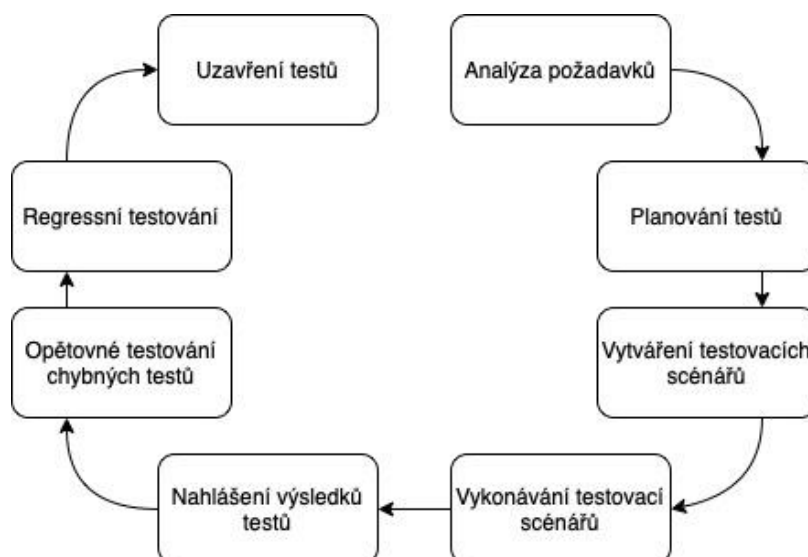 Uzavření testů
Analýza požadavků
Regressní testování
Planování testů
Opětovné testování
chybných testů
Vytváření testovacích
scénářů
Nahlášení výsledků
testů
Vykonávání testovací
scénářů